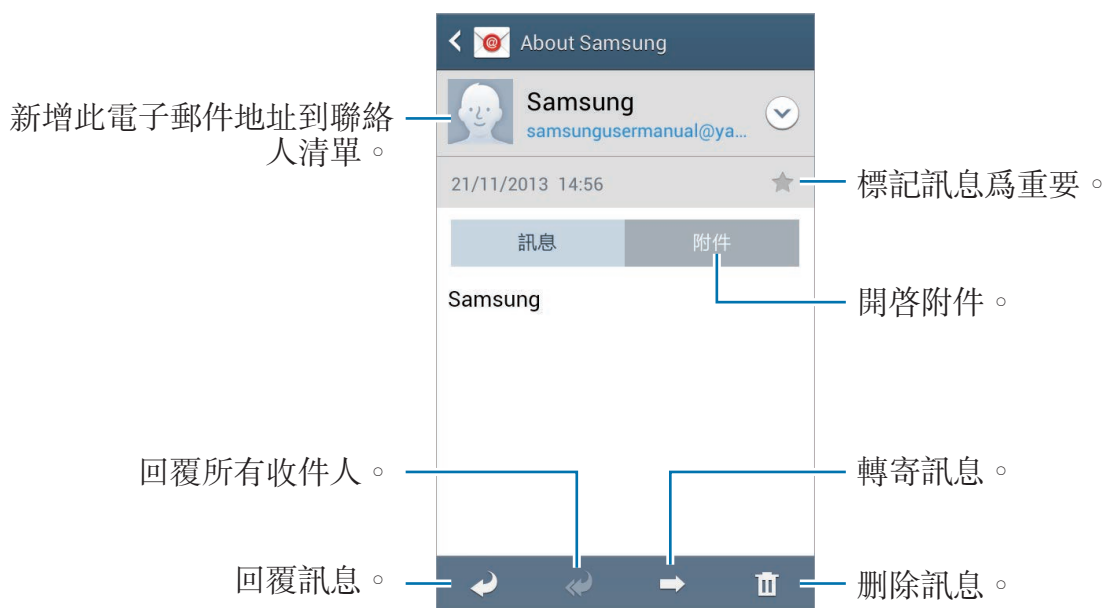 About Samsung
新增此電子郵件地址到聯絡
人清單。
Samsung
samsungusermanual@ya...
21/11/2013 14:56
標記訊息爲重要。
訊息
附件
Samsung
開啓附件。
回覆所有收件人。
轉寄訊息。
回覆訊息。
刪除訊息。